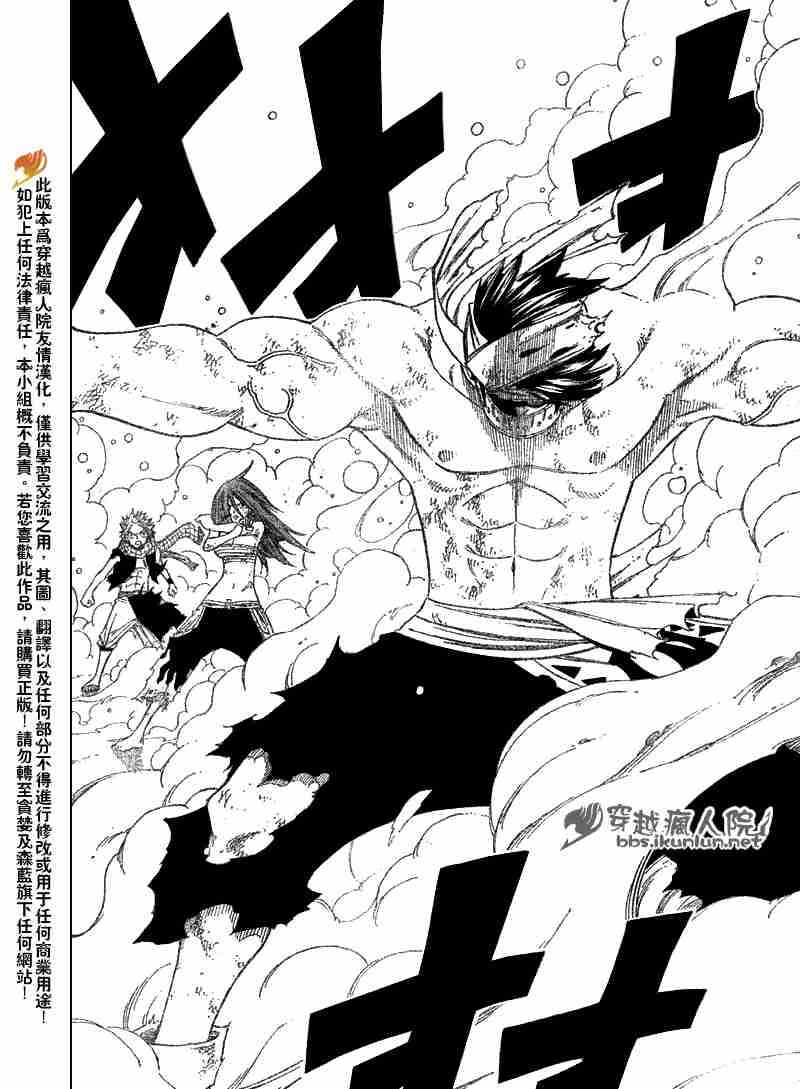 オオオ
オオ
此版本爲穿越瘋人院友情漢化，僅供學習交流之用，其圖、翻譯以及任何部分不得進行修改或用于任何商業用途！
如犯上任何法律責任，本小組概不負責。若您喜歡此作品，請購買正版！請勿轉至貪婪及森藍旗下任何網站！
穿越瘋人院
bbs.ikunlun.net